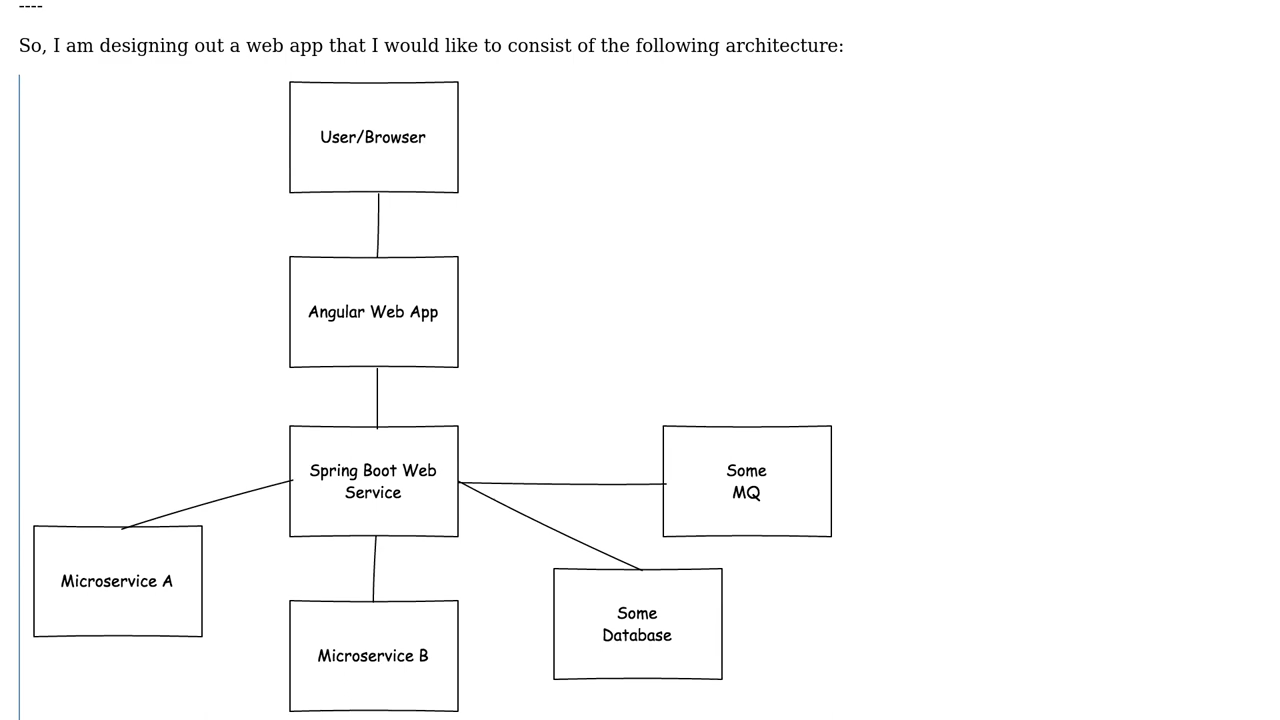 ----
So, I am designing out a web app that I would like to consist of the following architecture:
User/Browser
Angular Web App
Spring Boot Web
Service
Some
MQ
Microservice A
Some
Database
Microservice B